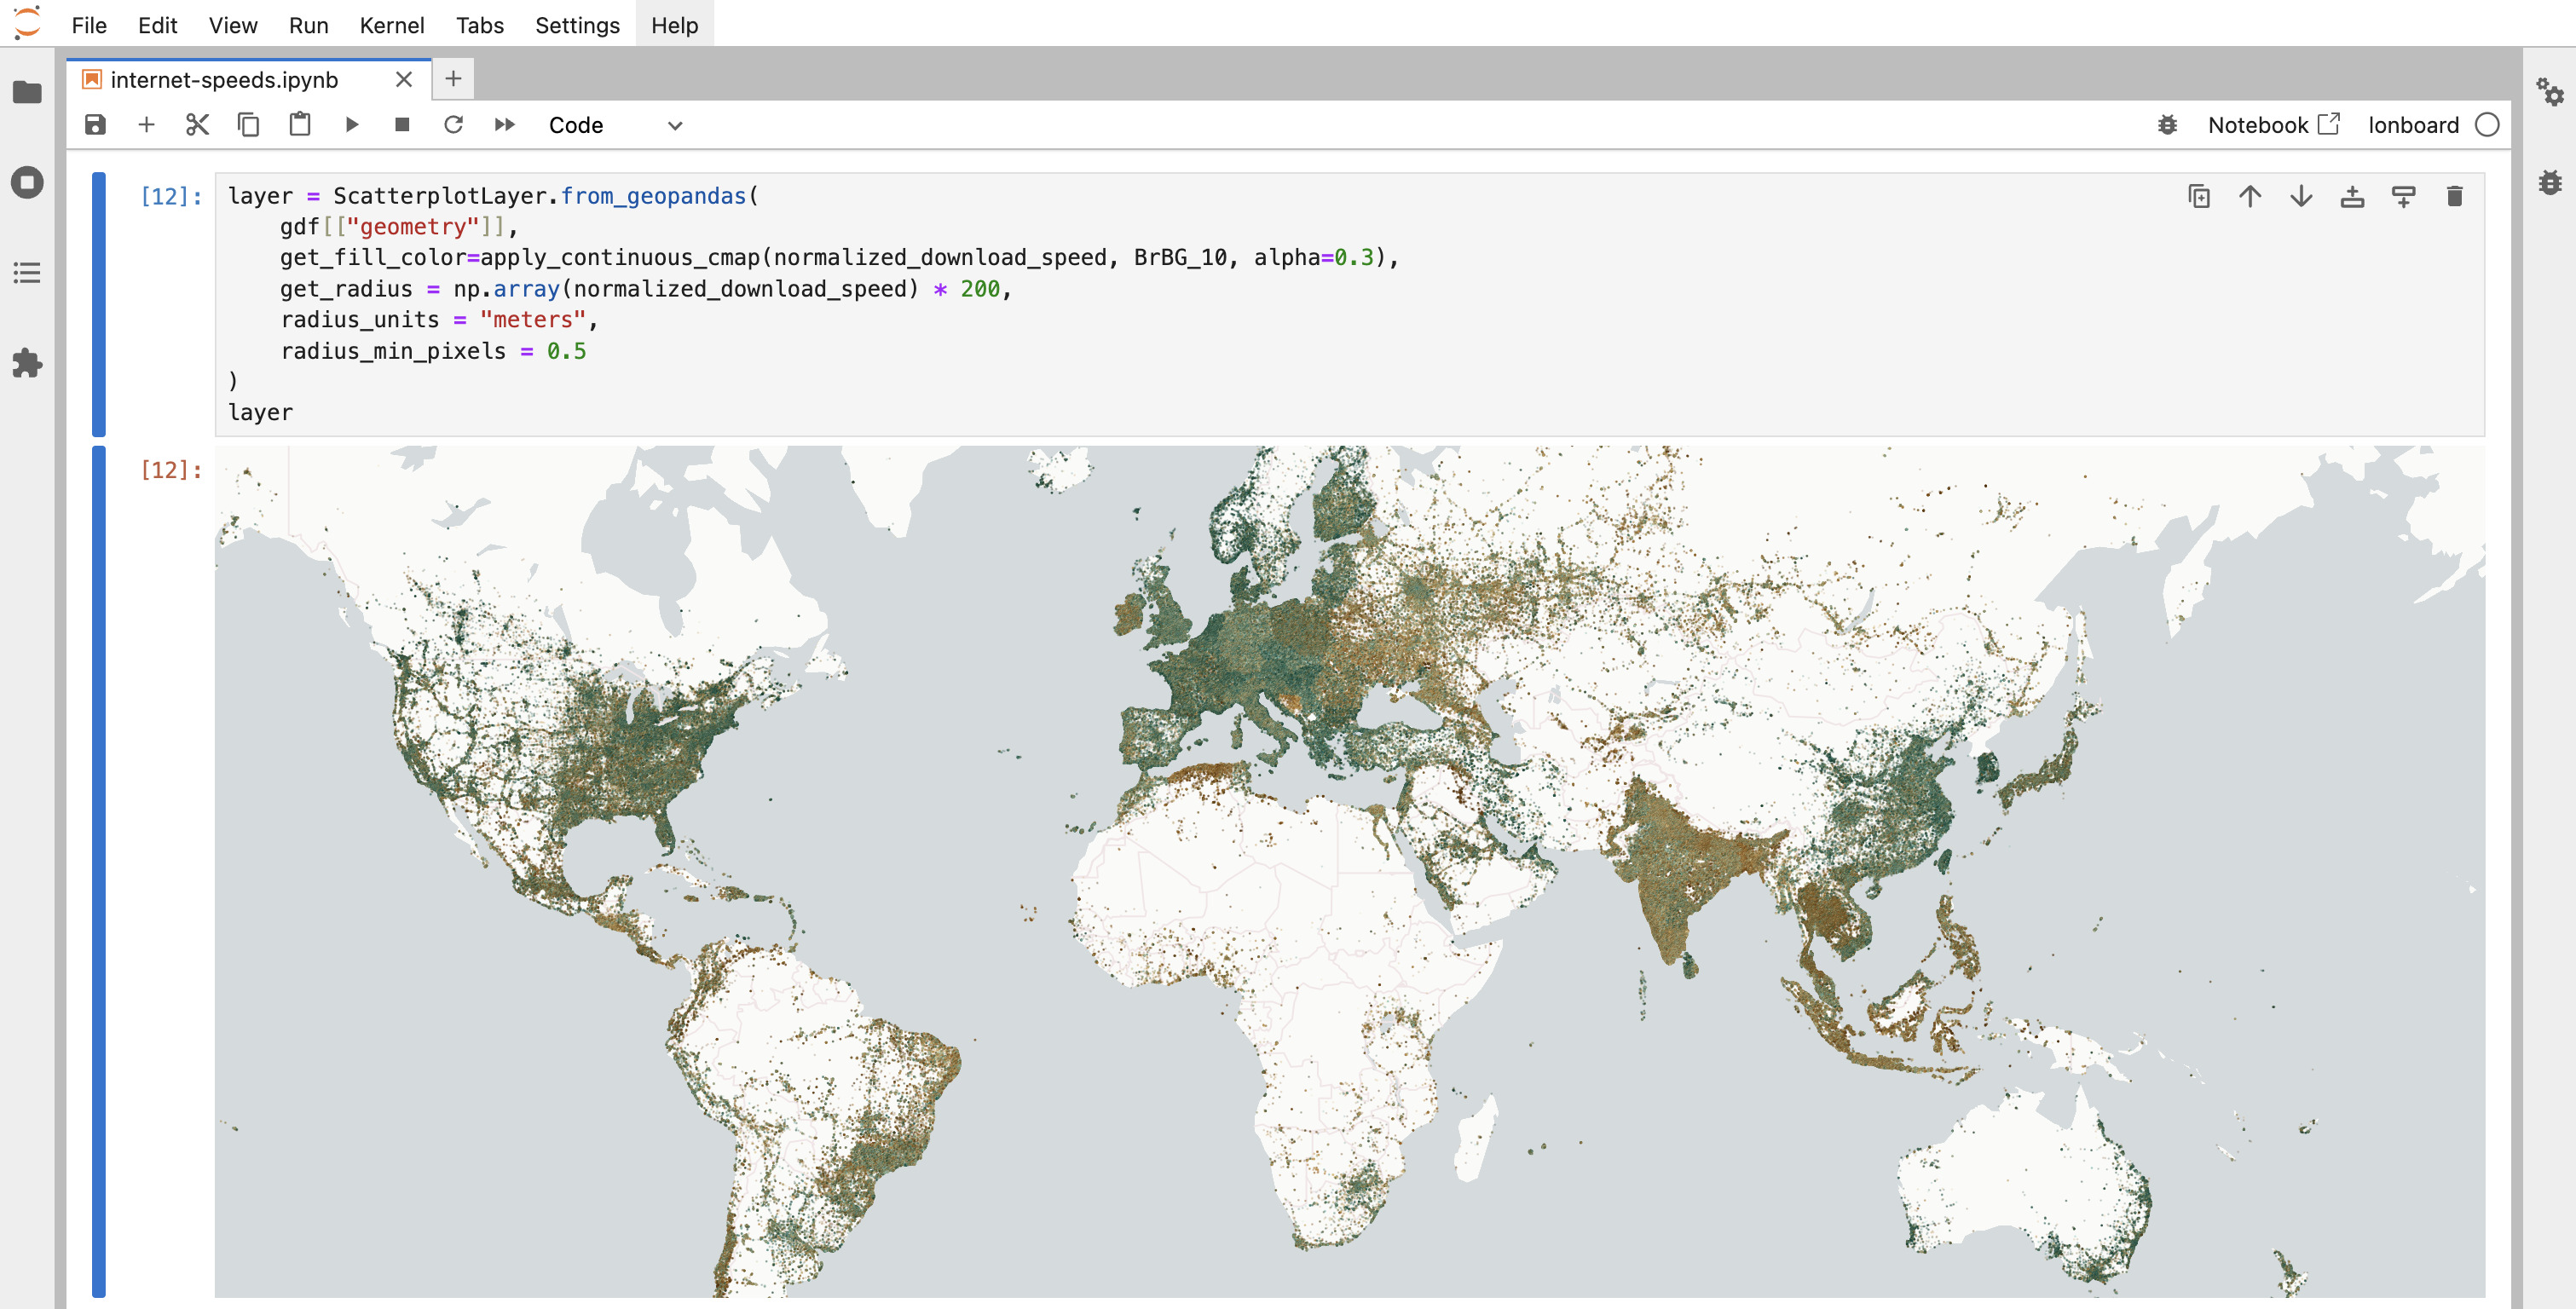 File Edit View Run Kernel Tabs Settings Help
internet-speeds.ipynb
Code
Notebook
lonboard
[12]:
layer = ScatterplotLayer.from_geopandas(
    gdf[["geometry"]],
    get_fill_color=apply_continuous_cmap(normalized_download_speed, BrBG_10, alpha=0.3),
    get_radius = np.array(normalized_download_speed) * 200,
    radius_units = "meters",
    radius_min_pixels = 0.5
)
layer
[12]: